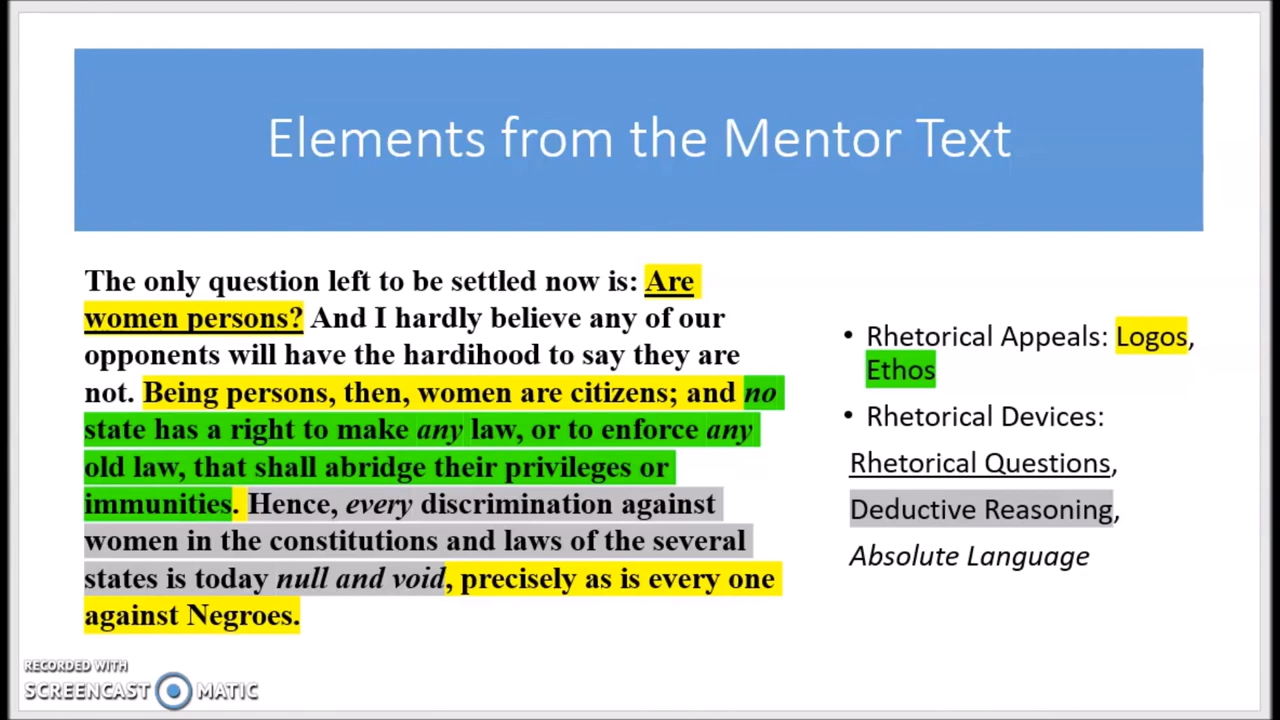 Elements from the Mentor Text
The only question left to be settled now is: Are
women persons? And I hardly believe any of our
opponents will have the hardihood to say they are
not. Being persons, then, women are citizens; and no
state has a right to make any law, or to enforce any
old law, that shall abridge their privileges or
immunities. Hence, every discrimination against
women in the constitutions and laws of the several
states is today null and void, precisely as is every one
against Negroes.
• Rhetorical Appeals: Logos,
Ethos
• Rhetorical Devices:
Rhetorical Questions,
Deductive Reasoning,
Absolute Language
RECORDED WITH
SCREENCAST MATIC